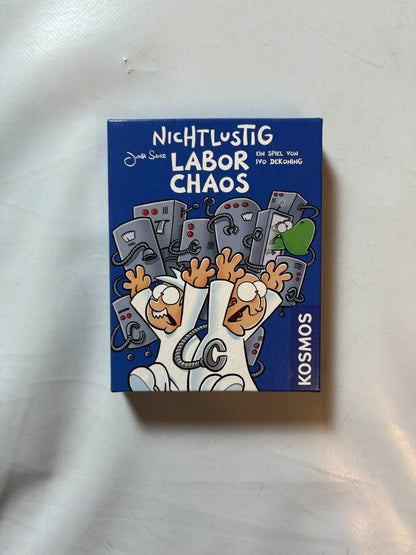 NICHTLUSTIG
Joscha Sauer
EIN SPIEL VON
IVO DEKONING
LABOR
CHAOS
KOSMOS